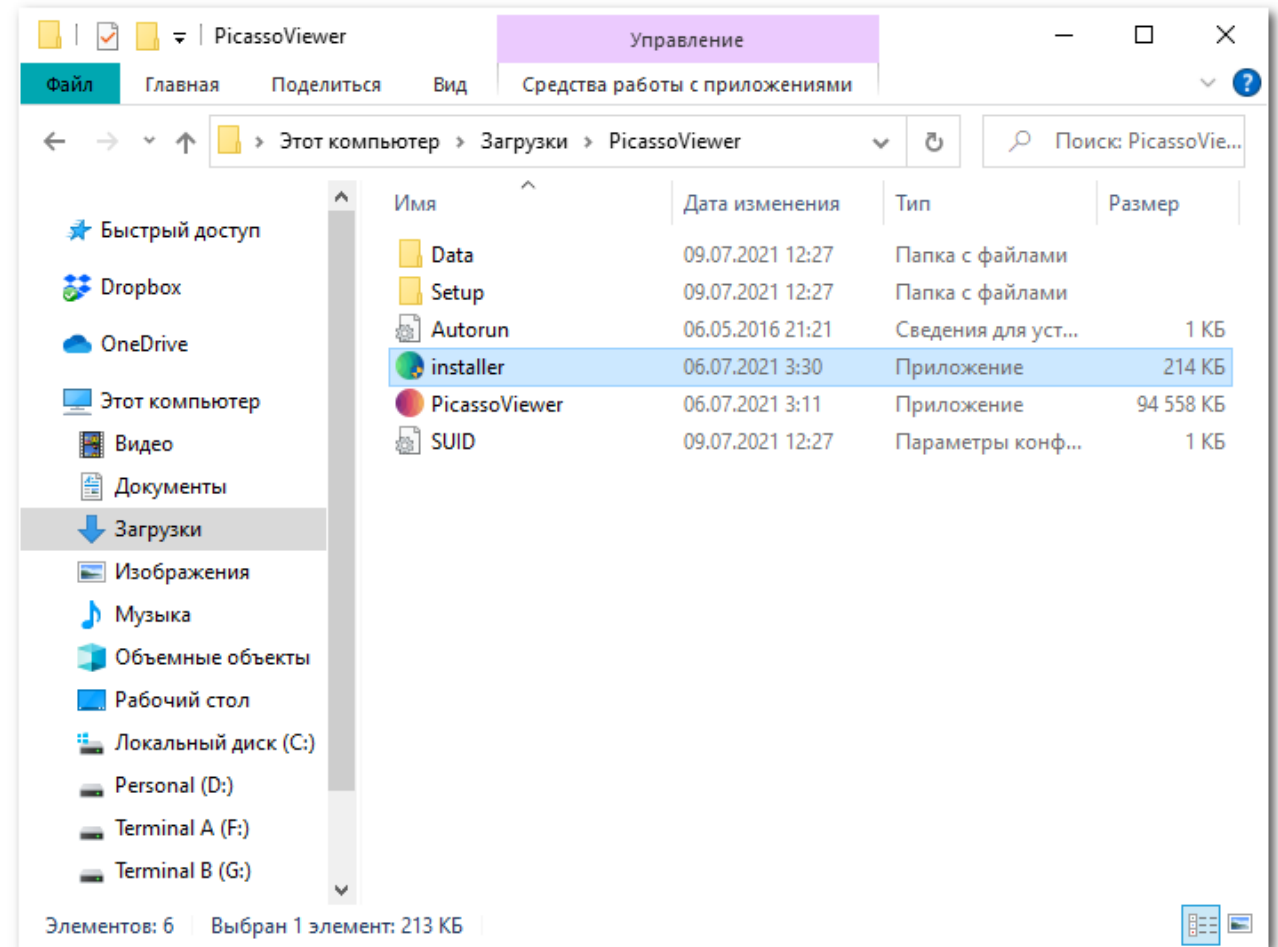 PicassoViewer
Управление
Файл Главная Поделиться Вид Средства работы с приложениями ?
Этот компьютер > Загрузки > PicassoViewer
Поиск: PicassoVie...
Быстрый доступ
Dropbox
OneDrive
Этот компьютер
Видео
Документы
Загрузки
Изображения
Музыка
Объемные объекты
Рабочий стол
Локальный диск (C:)
Personal (D:)
Terminal A (F:)
Terminal B (G:)
Имя Дата изменения Тип Размер
Data 09.07.2021 12:27 Папка с файлами
Setup 09.07.2021 12:27 Папка с файлами
Autorun 06.05.2016 21:21 Сведения для уст... 1 КБ
installer 06.07.2021 3:30 Приложение 214 КБ
PicassoViewer 06.07.2021 3:11 Приложение 94 558 КБ
SUID 09.07.2021 12:27 Параметры конф... 1 КБ
Элементов: 6 Выбран 1 элемент: 213 КБ